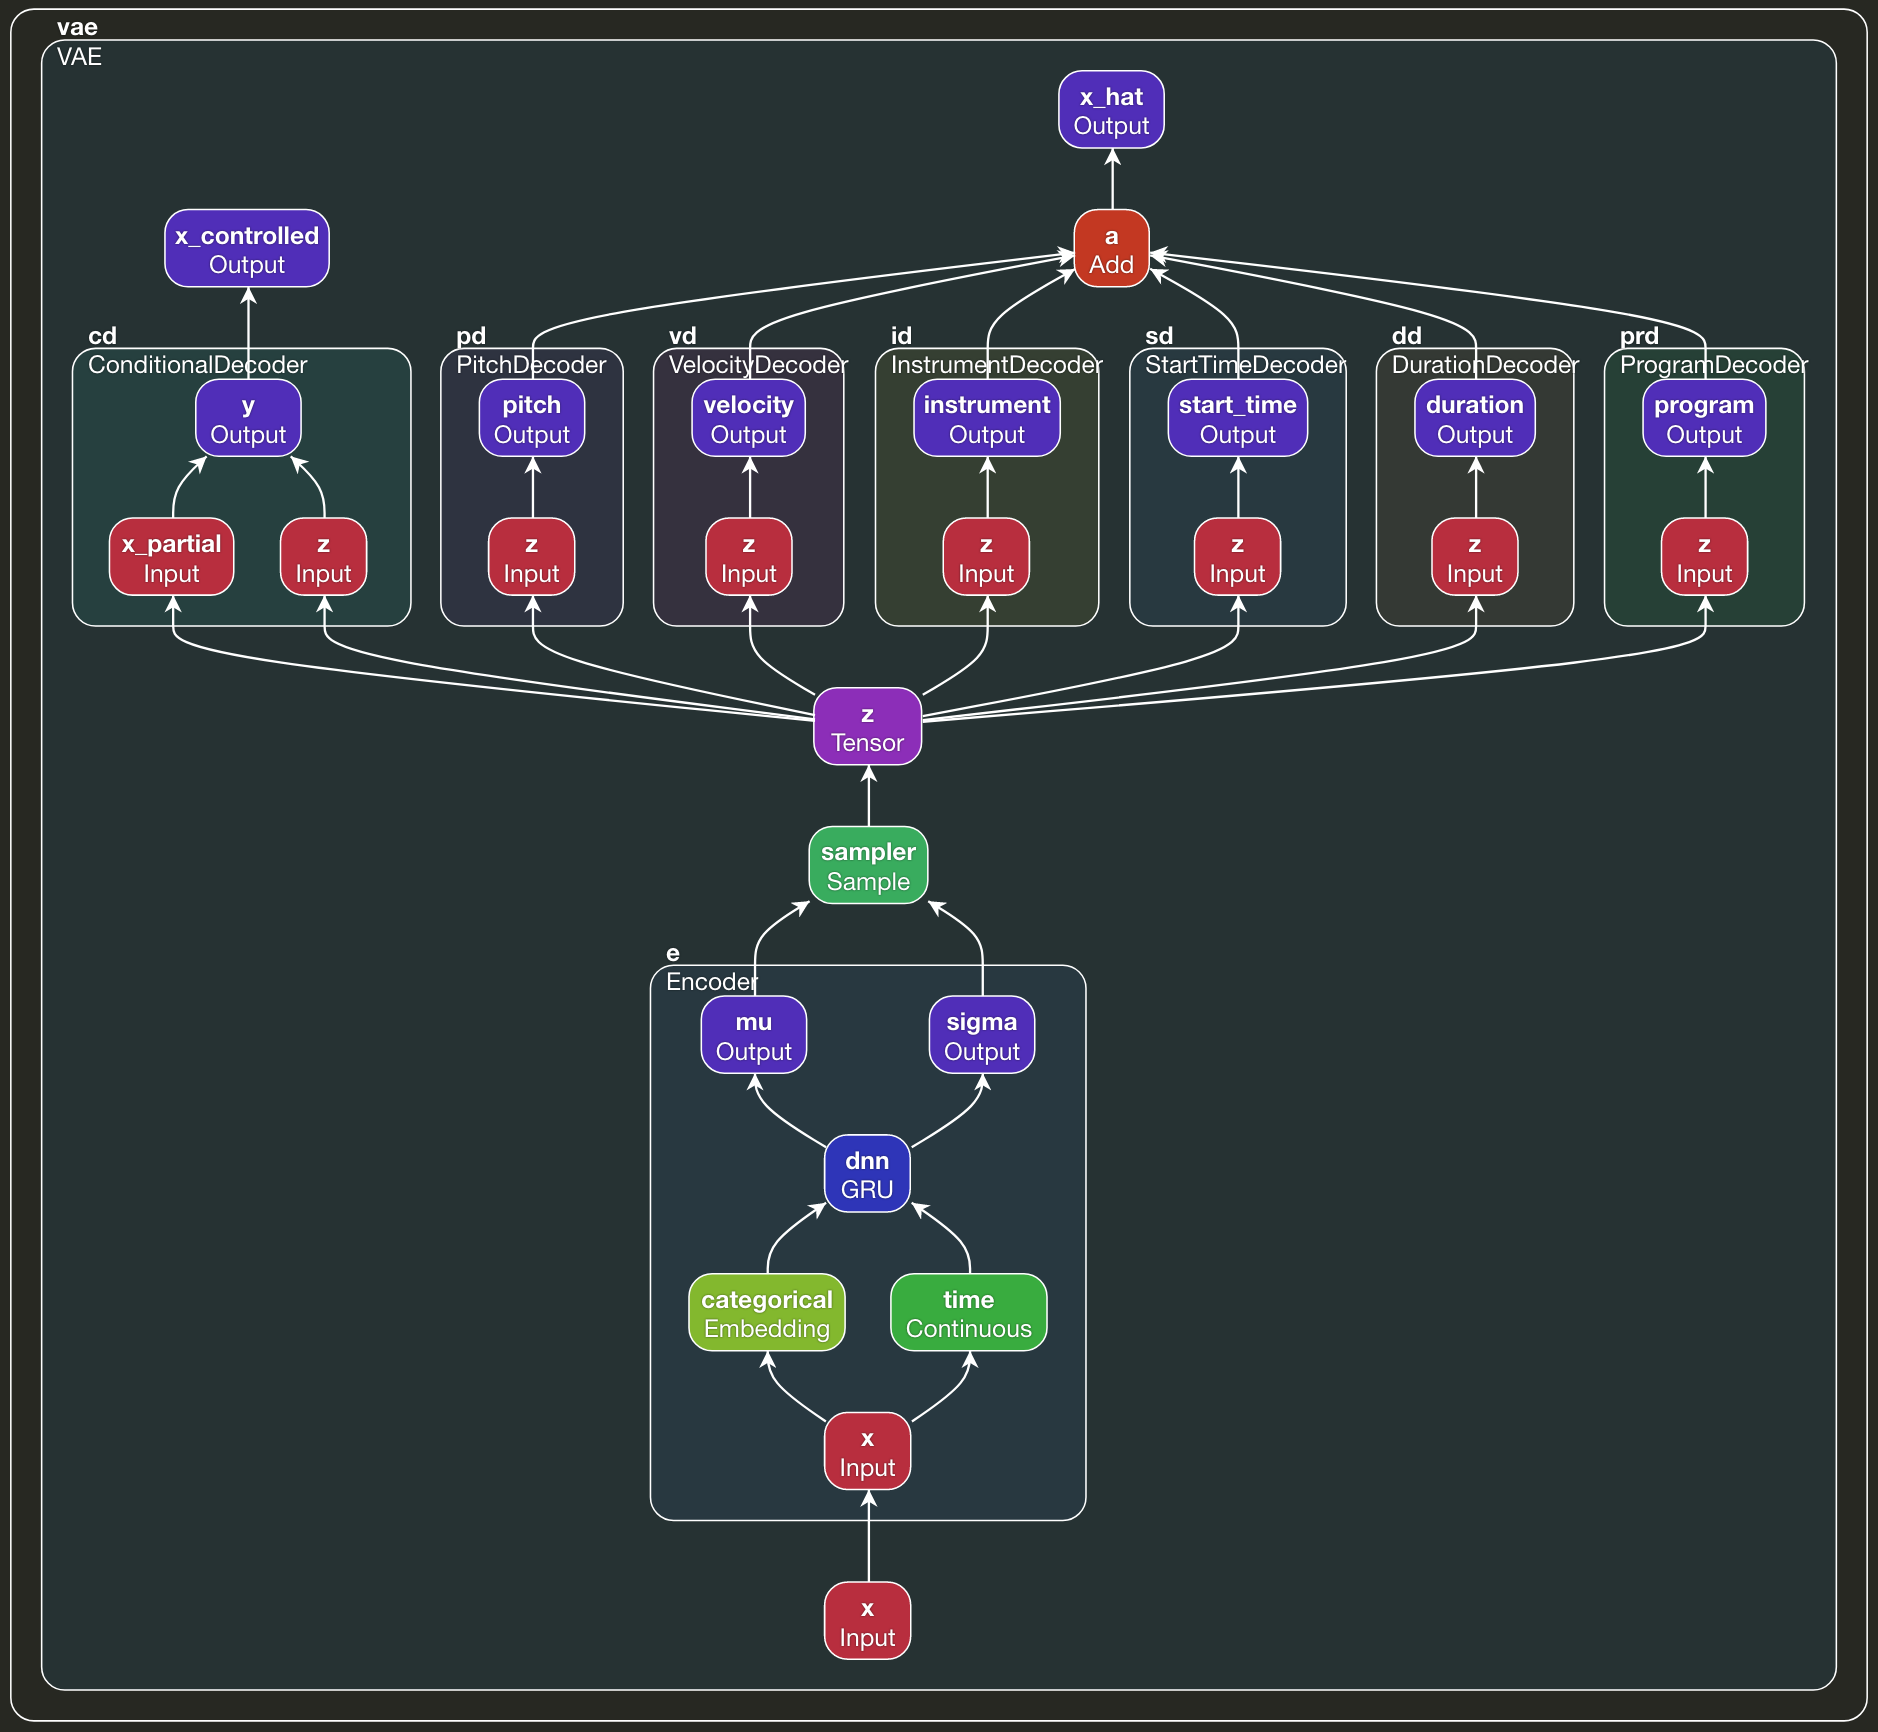 vae
VAE
x_hat
Output
a
Add
x_controlled
Output
cd
ConditionalDecoder
y
Output
x_partial
Input
z
Input
pd
PitchDecoder
pitch
Output
z
Input
vd
VelocityDecoder
velocity
Output
z
Input
id
InstrumentDecoder
instrument
Output
z
Input
sd
StartTimeDecoder
start_time
Output
z
Input
dd
DurationDecoder
duration
Output
z
Input
prd
ProgramDecoder
program
Output
z
Input
z
Tensor
sampler
Sample
e
Encoder
mu
Output
sigma
Output
dnn
GRU
categorical
Embedding
time
Continuous
x
Input
x
Input